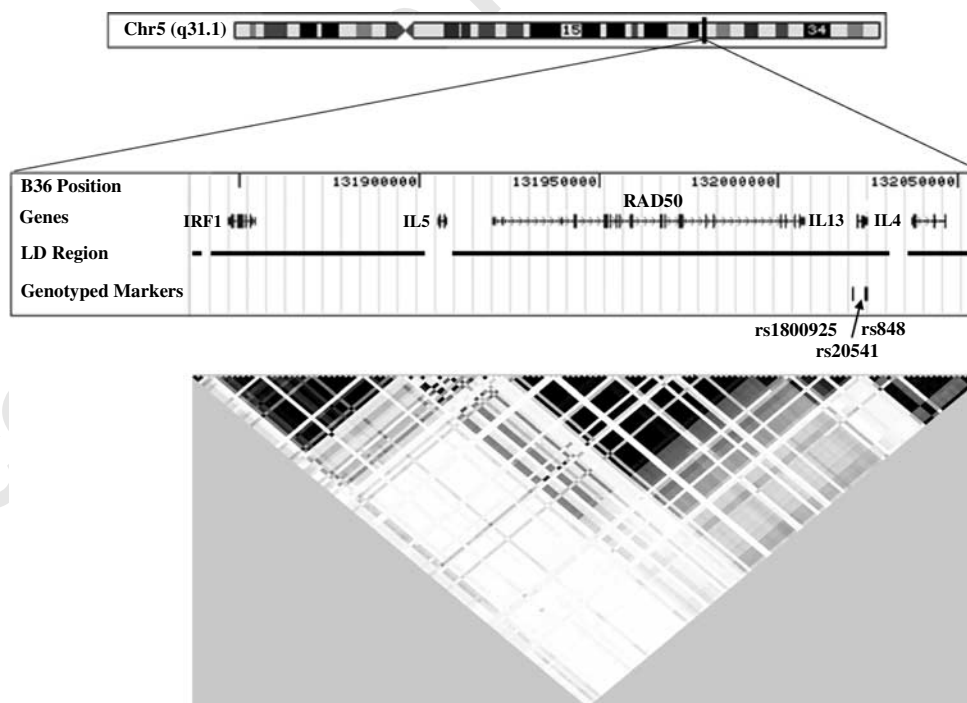 Chr5 (q31.1)
15
34
B36 Position
131900000
131950000
132000000
132050000
Genes
IRF1
IL5
RAD50
IL13
IL4
LD Region
Genotyped Markers
rs1800925
rs848
rs20541